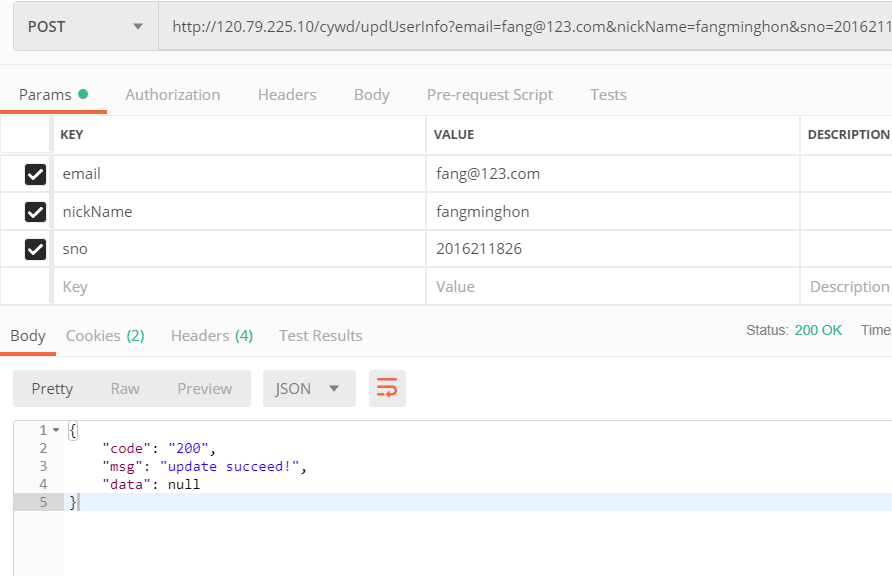 POST http://120.79.225.10/cywd/updUserInfo?email=fang@123.com&nickName=fangminghon&sno=2016211
Params Authorization Headers Body Pre-request Script Tests
KEY VALUE DESCRIPTION
email fang@123.com
nickName fangminghon
sno 2016211826
Key Value Description
Body Cookies (2) Headers (4) Test Results Status: 200 OK Time
Pretty Raw Preview JSON
1 {
2 "code": "200",
3 "msg": "update succeed!",
4 "data": null
5 }